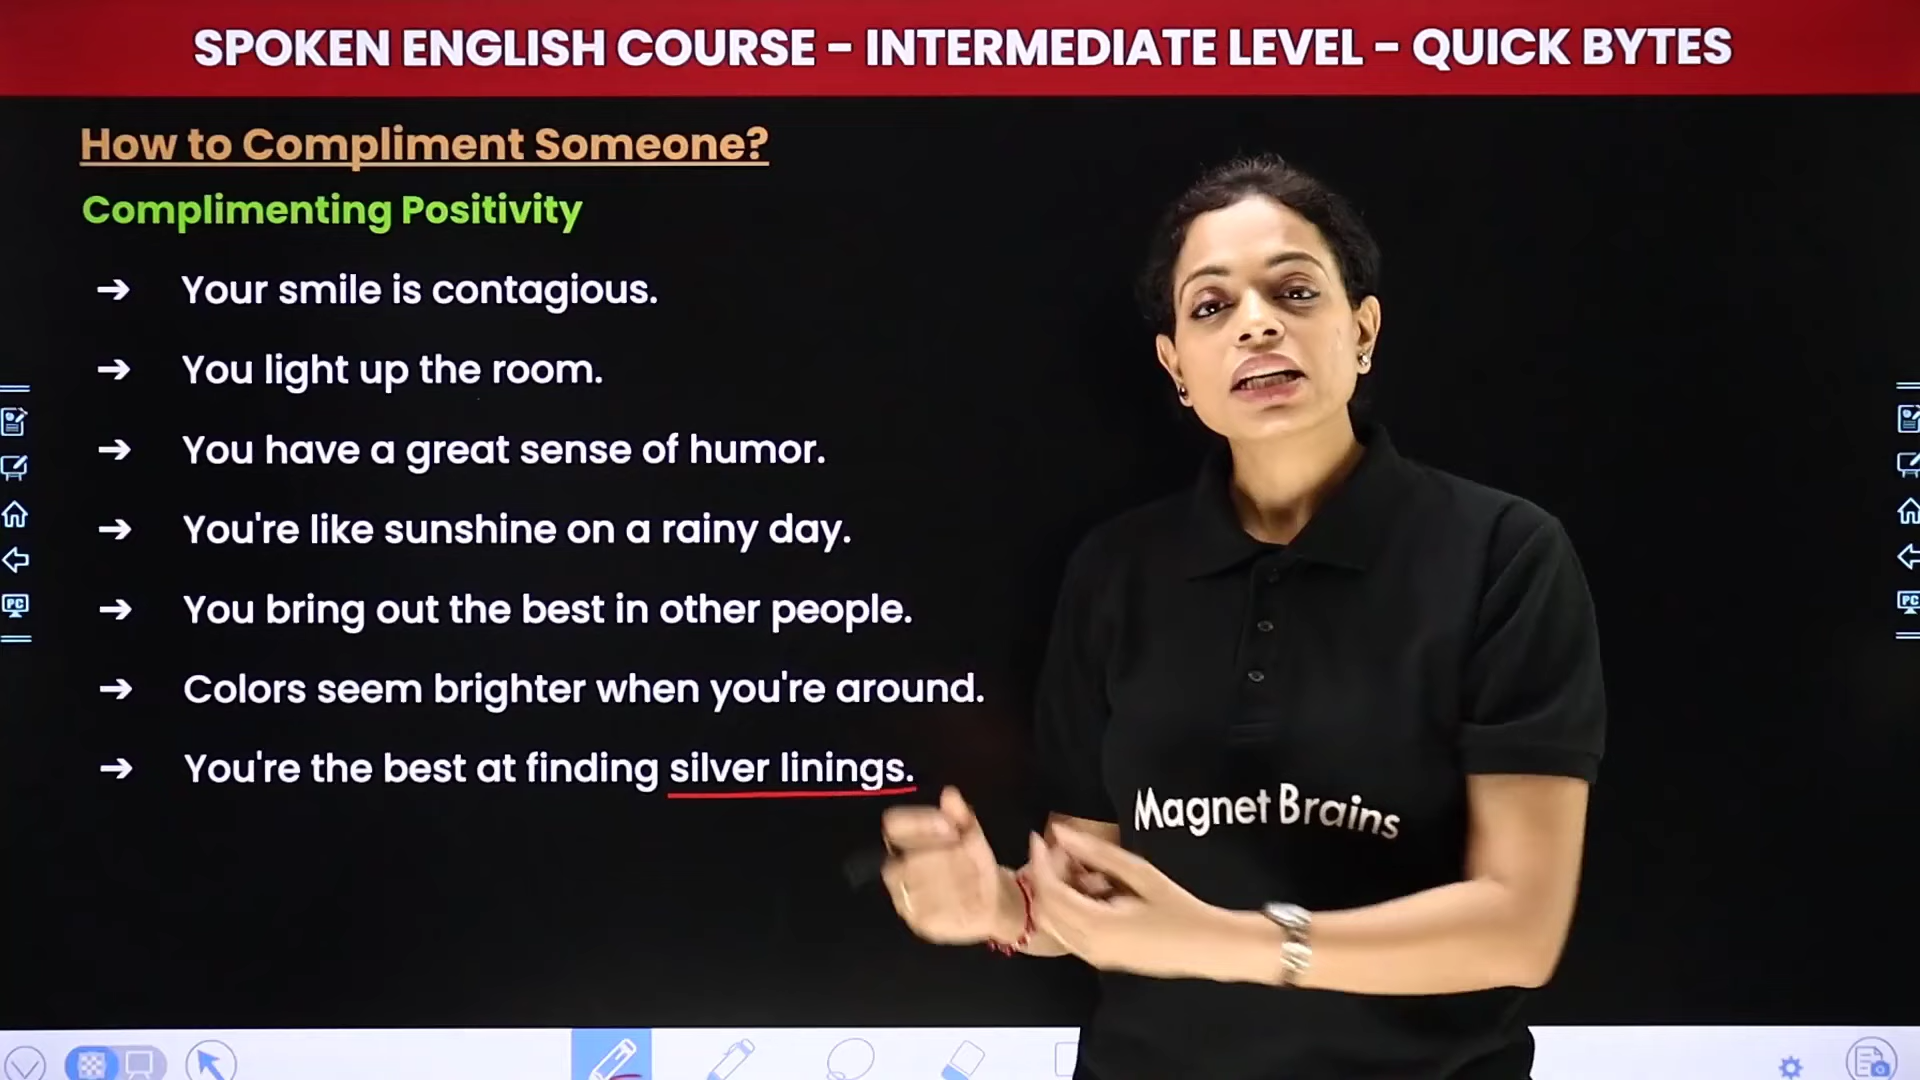 SPOKEN ENGLISH COURSE – INTERMEDIATE LEVEL – QUICK BYTES
How to Compliment Someone?
Complimenting Positivity
➔ Your smile is contagious.
➔ You light up the room.
➔ You have a great sense of humor.
➔ You're like sunshine on a rainy day.
➔ You bring out the best in other people.
➔ Colors seem brighter when you're around.
➔ You're the best at finding silver linings.
Magnet Brains
PC
PC